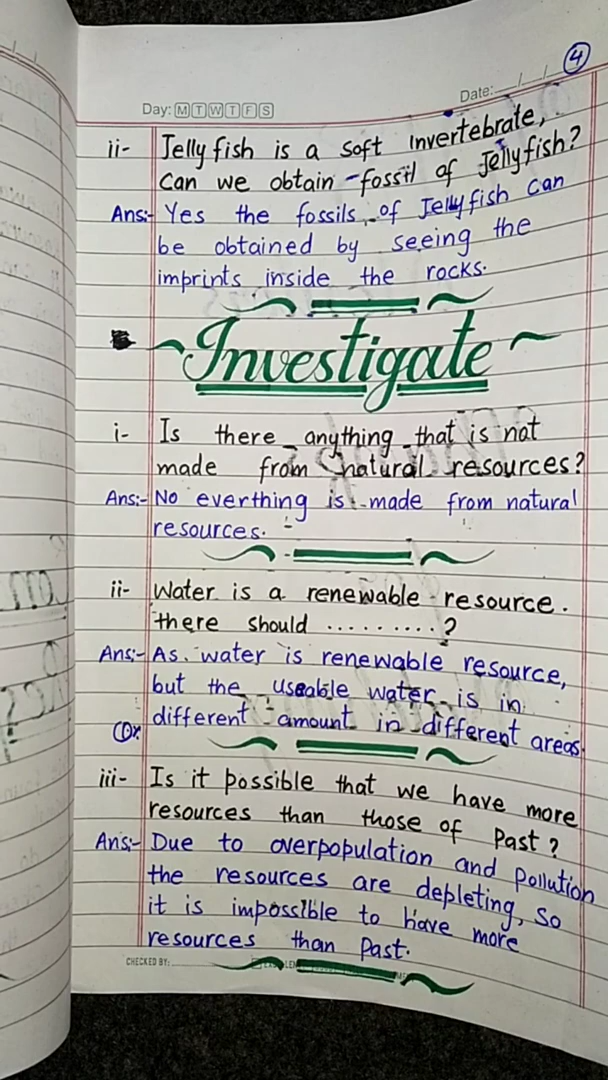 4
Day: M T W T F S
Date: __/__/__
ii- Jellyfish is a soft invertebrate,
Can we obtain fossil of Jellyfish?
Ans:- Yes the fossils of Jellyfish can
be obtained by seeing the
imprints inside the rocks.
Investigate
i- Is there anything that is not
made from natural resources?
Ans:- No everthing is made from natural
resources.
ii- Water is a renewable resource.
there should .........?
Ans:- As water is renewable resource,
but the useable water is in
different amount in different areas.
iii- Is it possible that we have more
resources than those of Past?
Ans:- Due to overpopulation and pollution
the resources are depleting, so
it is impossible to have more
resources than Past.
CHECKED BY: